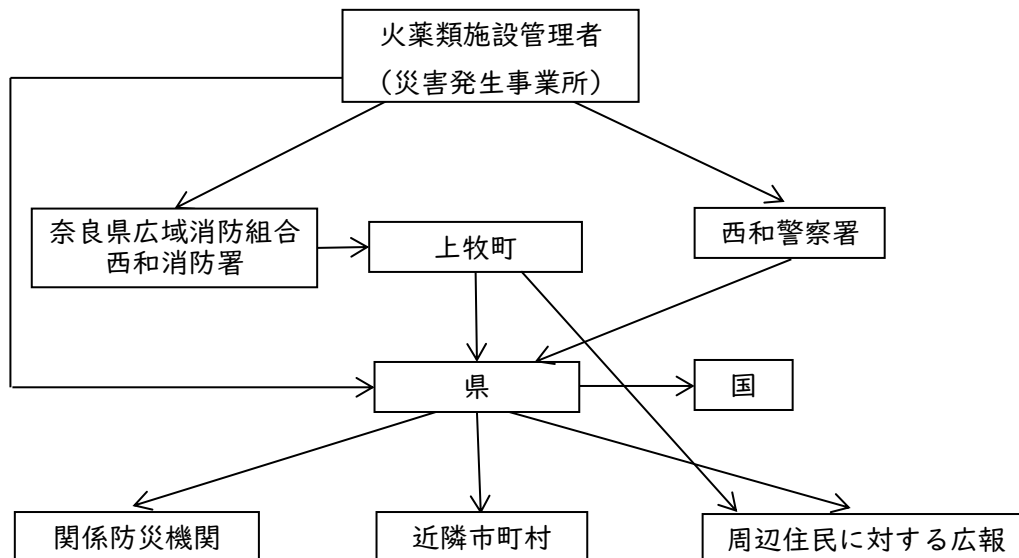 火薬類施設管理者
（災害発生事業所）
奈良県広域消防組合
西和消防署
上牧町
西和警察署
県
国
関係防災機関
近隣市町村
周辺住民に対する広報